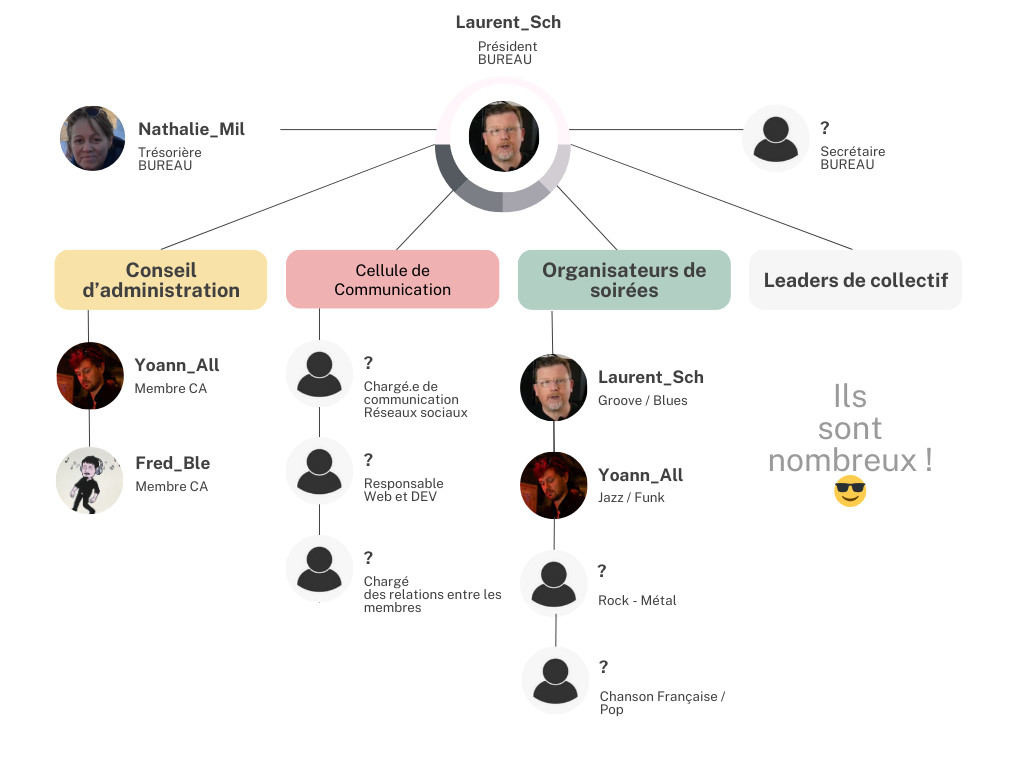 Laurent_Sch
Président
BUREAU
Nathalie_Mil
Trésorière
BUREAU
?
Secrétaire
BUREAU
Conseil
d’administration
Cellule de
Communication
Organisateurs de
soirées
Leaders de collectif
Yoann_All
Membre CA
Fred_Ble
Membre CA
?
Chargé.e de
communication
Réseaux sociaux
?
Responsable
Web et DEV
?
Chargé
des relations entre les
membres
Laurent_Sch
Groove / Blues
Yoann_All
Jazz / Funk
?
Rock - Métal
?
Chanson Française /
Pop
Ils
sont
nombreux !
😎